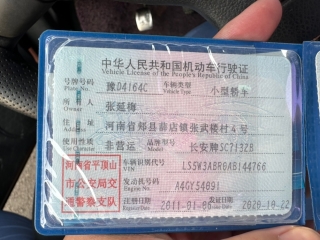 中华人民共和国机动车行驶证
Vehicle License of the People's Republic of China
号牌号码 豫D4164C 车辆类型 小型轿车
Plate No. Vehicle Type
所有人 张延梅
Owner
住址 河南省郏县薛店镇张武楼村4号
Address
使用性质 非营运 品牌型号 长安牌SC7132B
Use Character Model
河南省平顶山市公安局交通警察支队
车辆识别代号 LS5W3ABR0AB144766
VIN
发动机号码 A4GY54891
Engine No.
注册日期 发证日期 2020-10-22
Register Date Issue Date